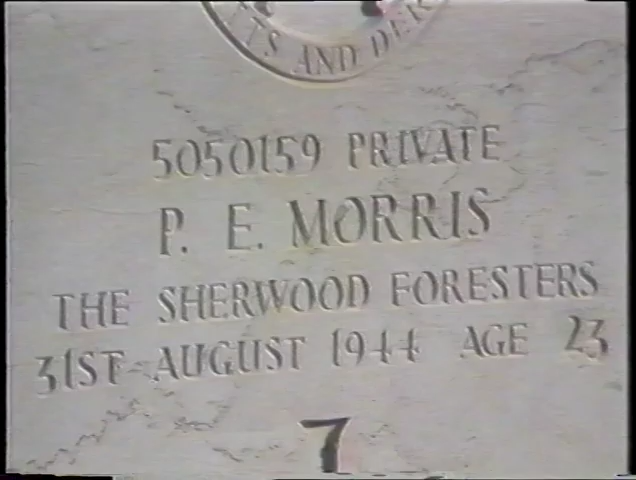 TS AND DER
5050159 PRIVATE
P. E. MORRIS
THE SHERWOOD FORESTERS
31ST AUGUST 1944 AGE 23